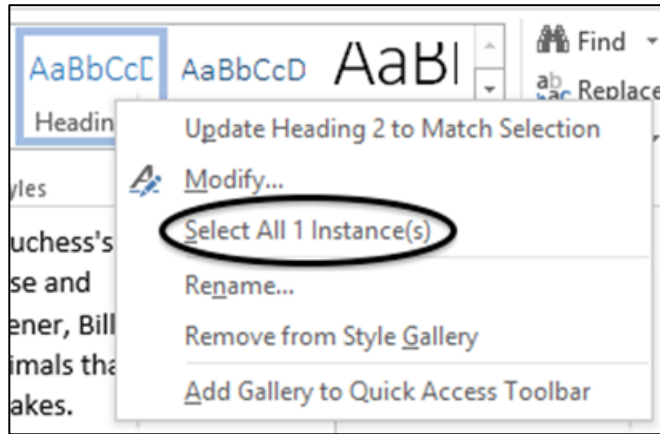 AaBbCcD AaBbCcD AaBl Find
Replace
Headin
Update Heading 2 to Match Selection
Modify...
yles
Select All 1 Instance(s)
uchess's
se and
Rename...
ener, Bill
Remove from Style Gallery
imals tha
Add Gallery to Quick Access Toolbar
akes.